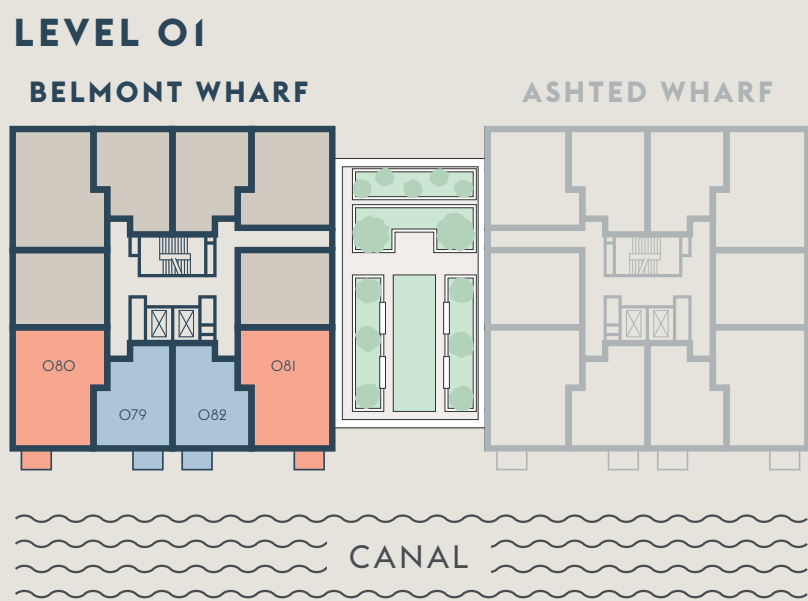 LEVEL 01
BELMONT WHARF
ASHTED WHARF
080
081
079
082
CANAL